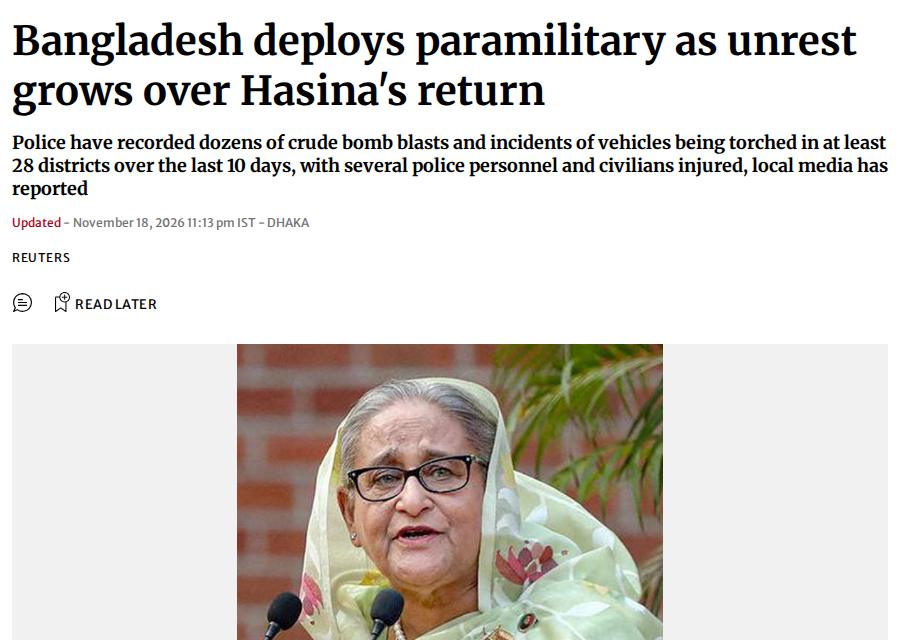 Bangladesh deploys paramilitary as unrest
grows over Hasina's return
Police have recorded dozens of crude bomb blasts and incidents of vehicles being torched in at least
28 districts over the last 10 days, with several police personnel and civilians injured, local media has
reported
Updated - November 18, 2026 11:13 pm IST - DHAKA
REUTERS
READ LATER